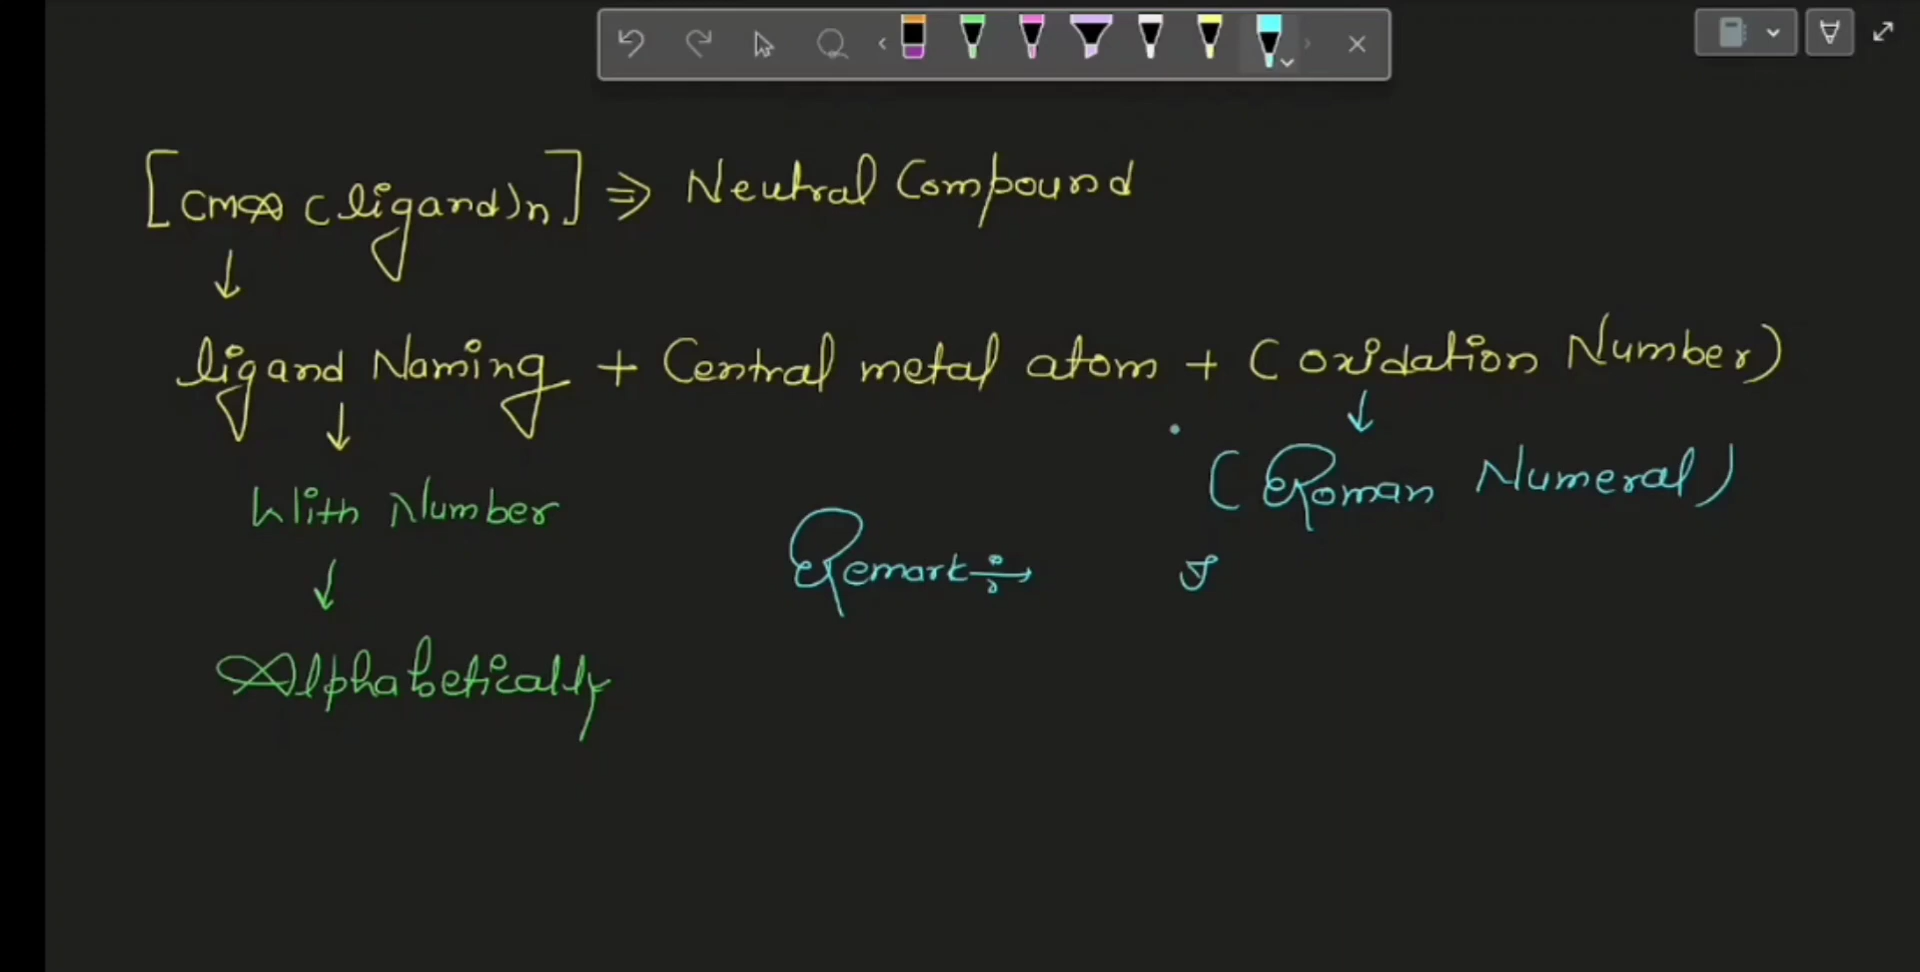 [CMA (ligand)n] ⇒ Neutral Compound
↓
ligand Naming + Central metal atom + (oxidation Number)
↓ ↓
(Roman Numeral)
With Number
Remark÷
↓
Alphabetically